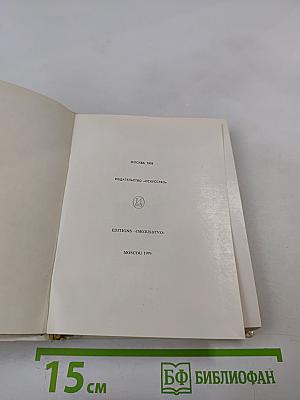 МОСКВА 1979
ИЗДАТЕЛЬСТВО «ИСКУССТВО»
EDITIONS «ISKOUSSTVO»
MOSCOU 1979
15 см
БФ БИБЛИОФАН